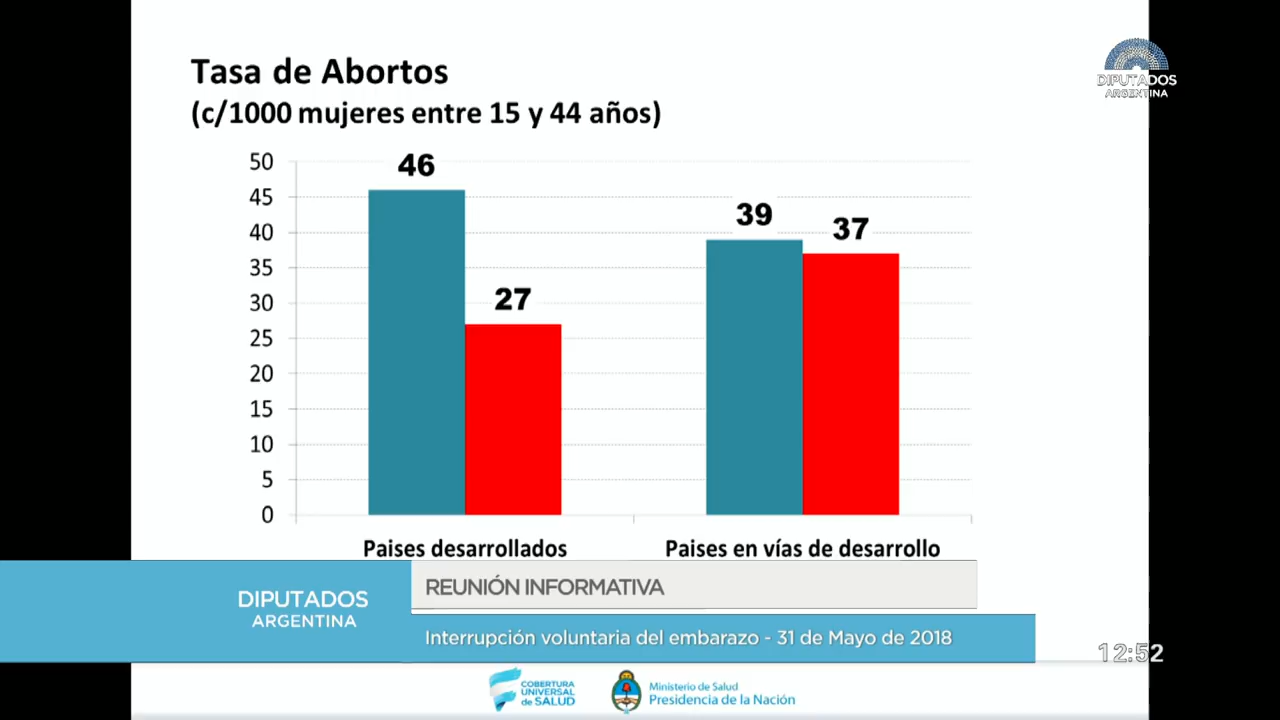 Tasa de Abortos
(c/1000 mujeres entre 15 y 44 años)
DIPUTADOS
ARGENTINA
50
45
40
35
30
25
20
15
10
5
0
46
27
39
37
Paises desarrollados
Paises en vías de desarrollo
DIPUTADOS
ARGENTINA
REUNIÓN INFORMATIVA
Interrupción voluntaria del embarazo - 31 de Mayo de 2018
12:52
COBERTURA
UNIVERSAL
de SALUD
Ministerio de Salud
Presidencia de la Nación